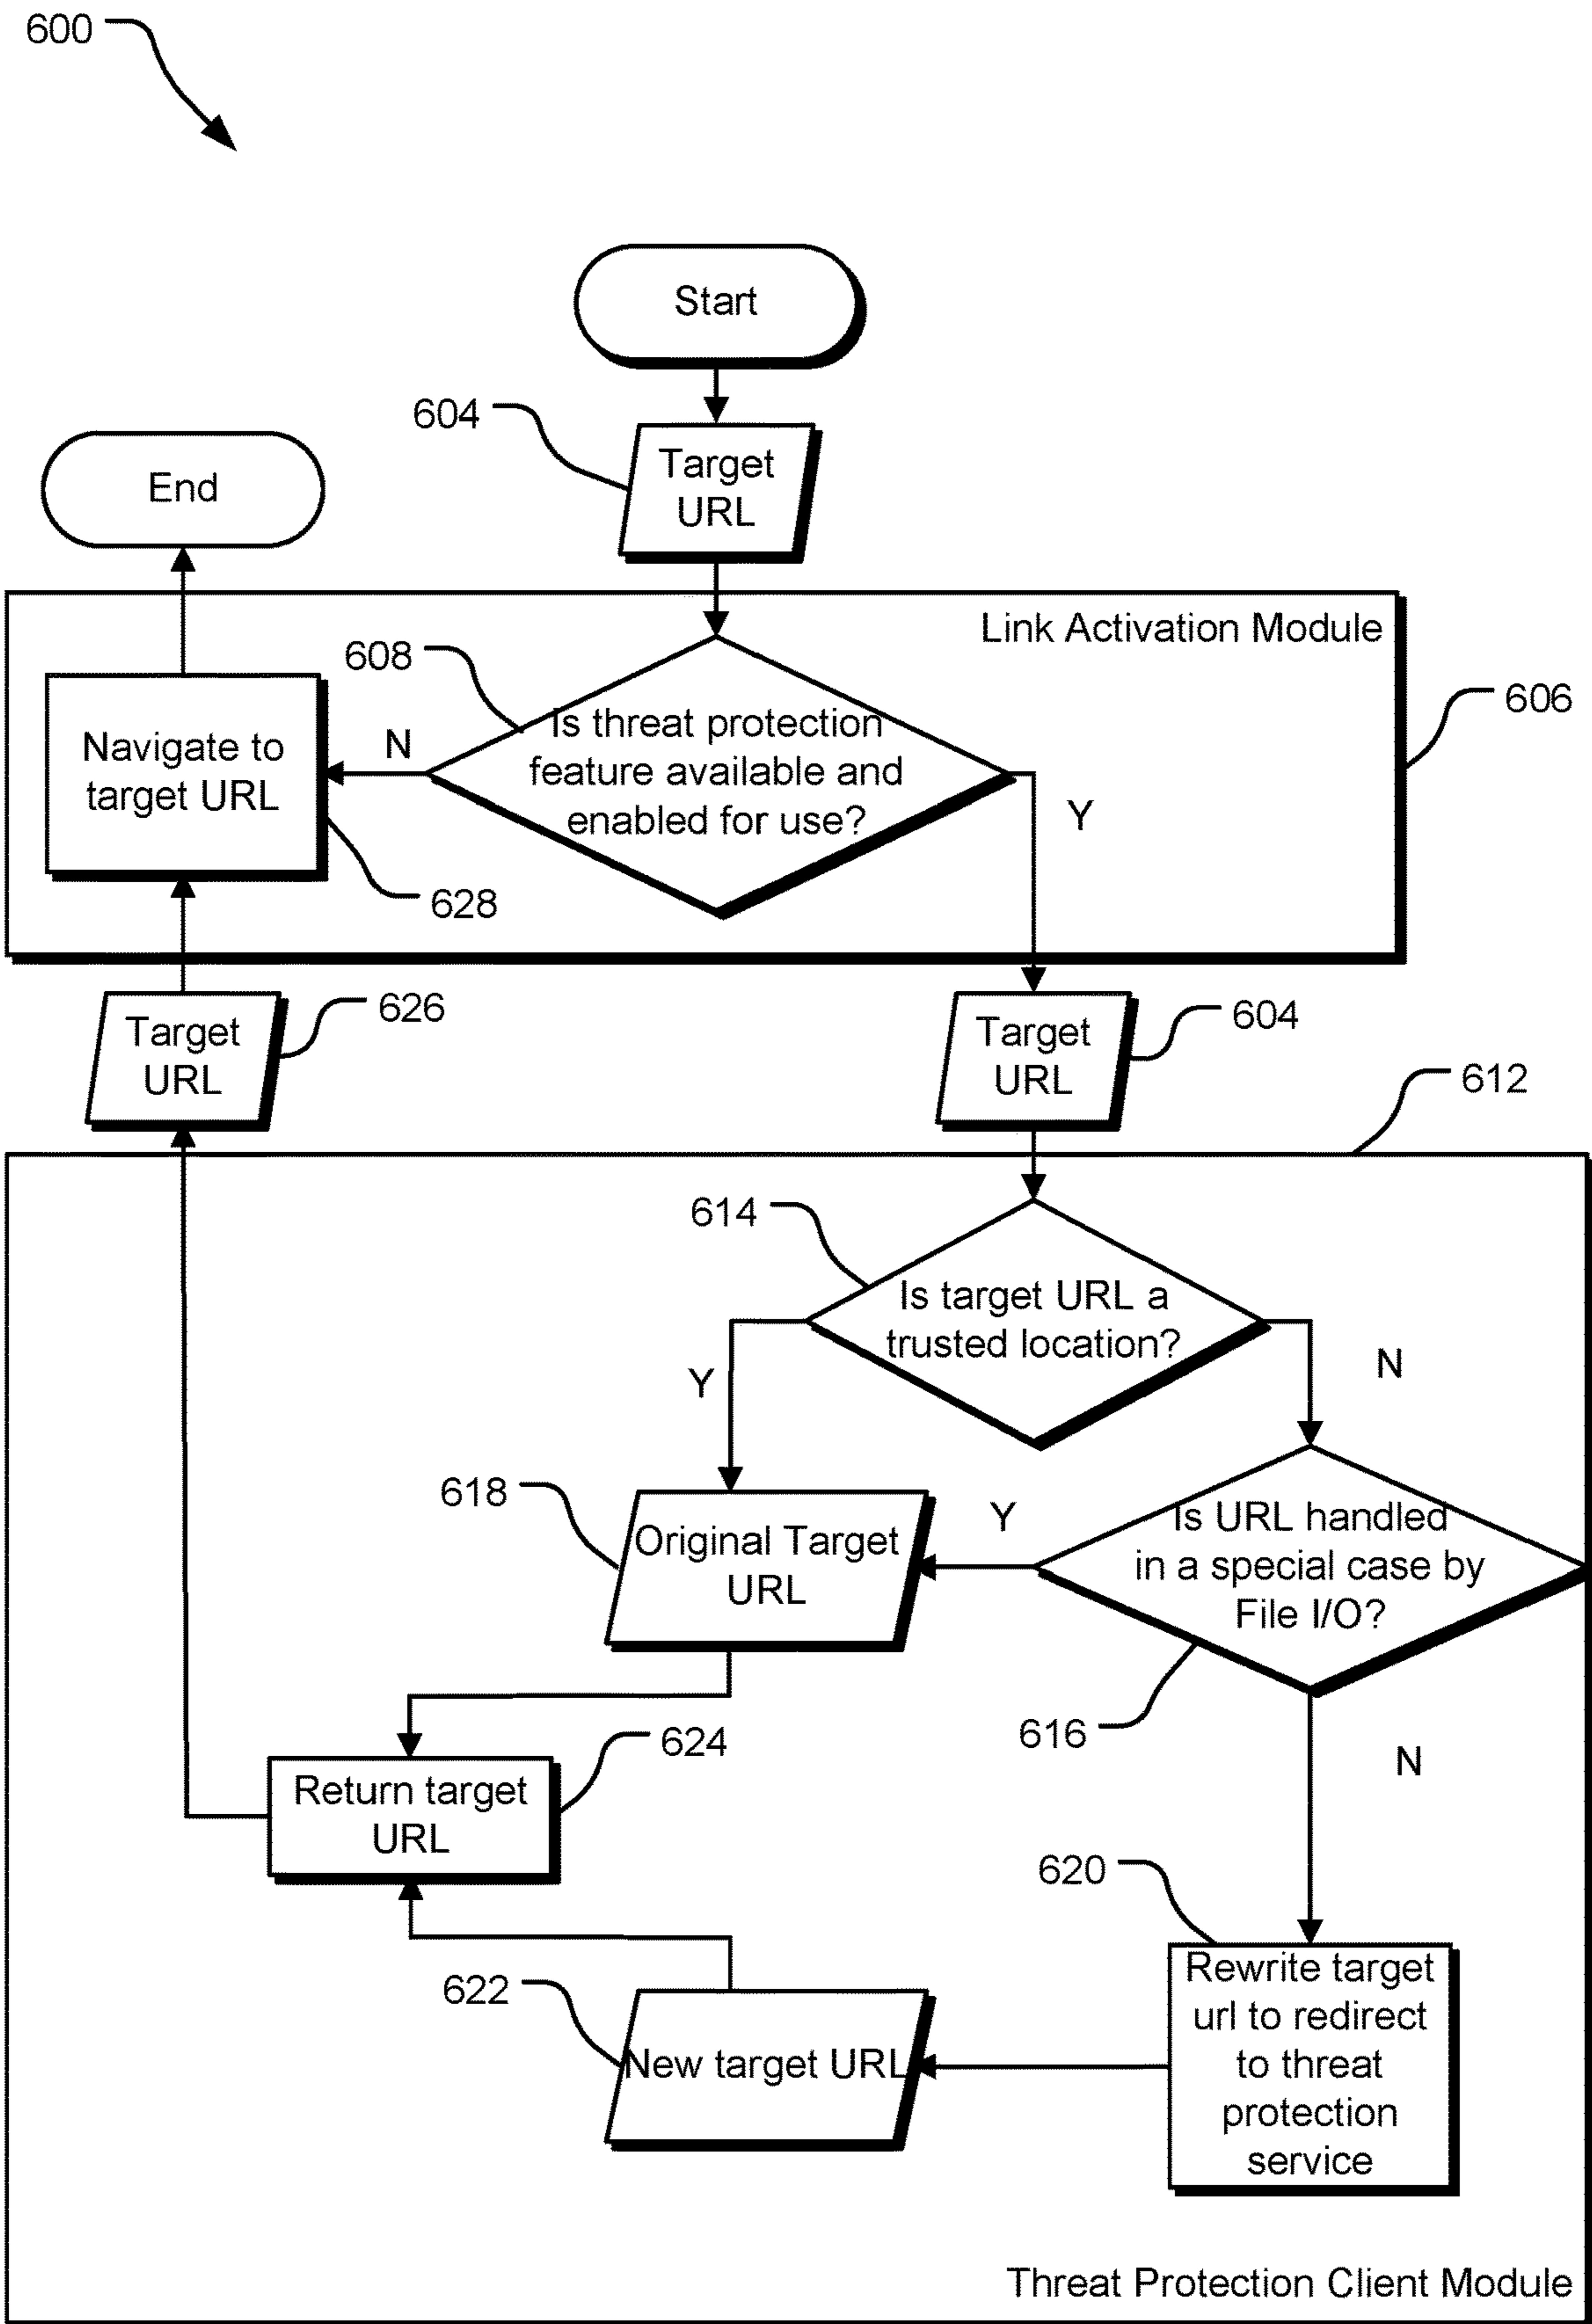 600
Start
604
Target
URL
End
Link Activation Module
608
606
Is threat protection
feature available and
enabled for use?
N
Y
Navigate to
target URL
628
Target
URL
626
Target
URL
604
612
614
Is target URL a
trusted location?
Y
N
618
Original Target
URL
Y
Is URL handled
in a special case by
File I/O?
616
N
624
Return target
URL
620
Rewrite target
url to redirect
to threat
protection
service
622
New target URL
Threat Protection Client Module